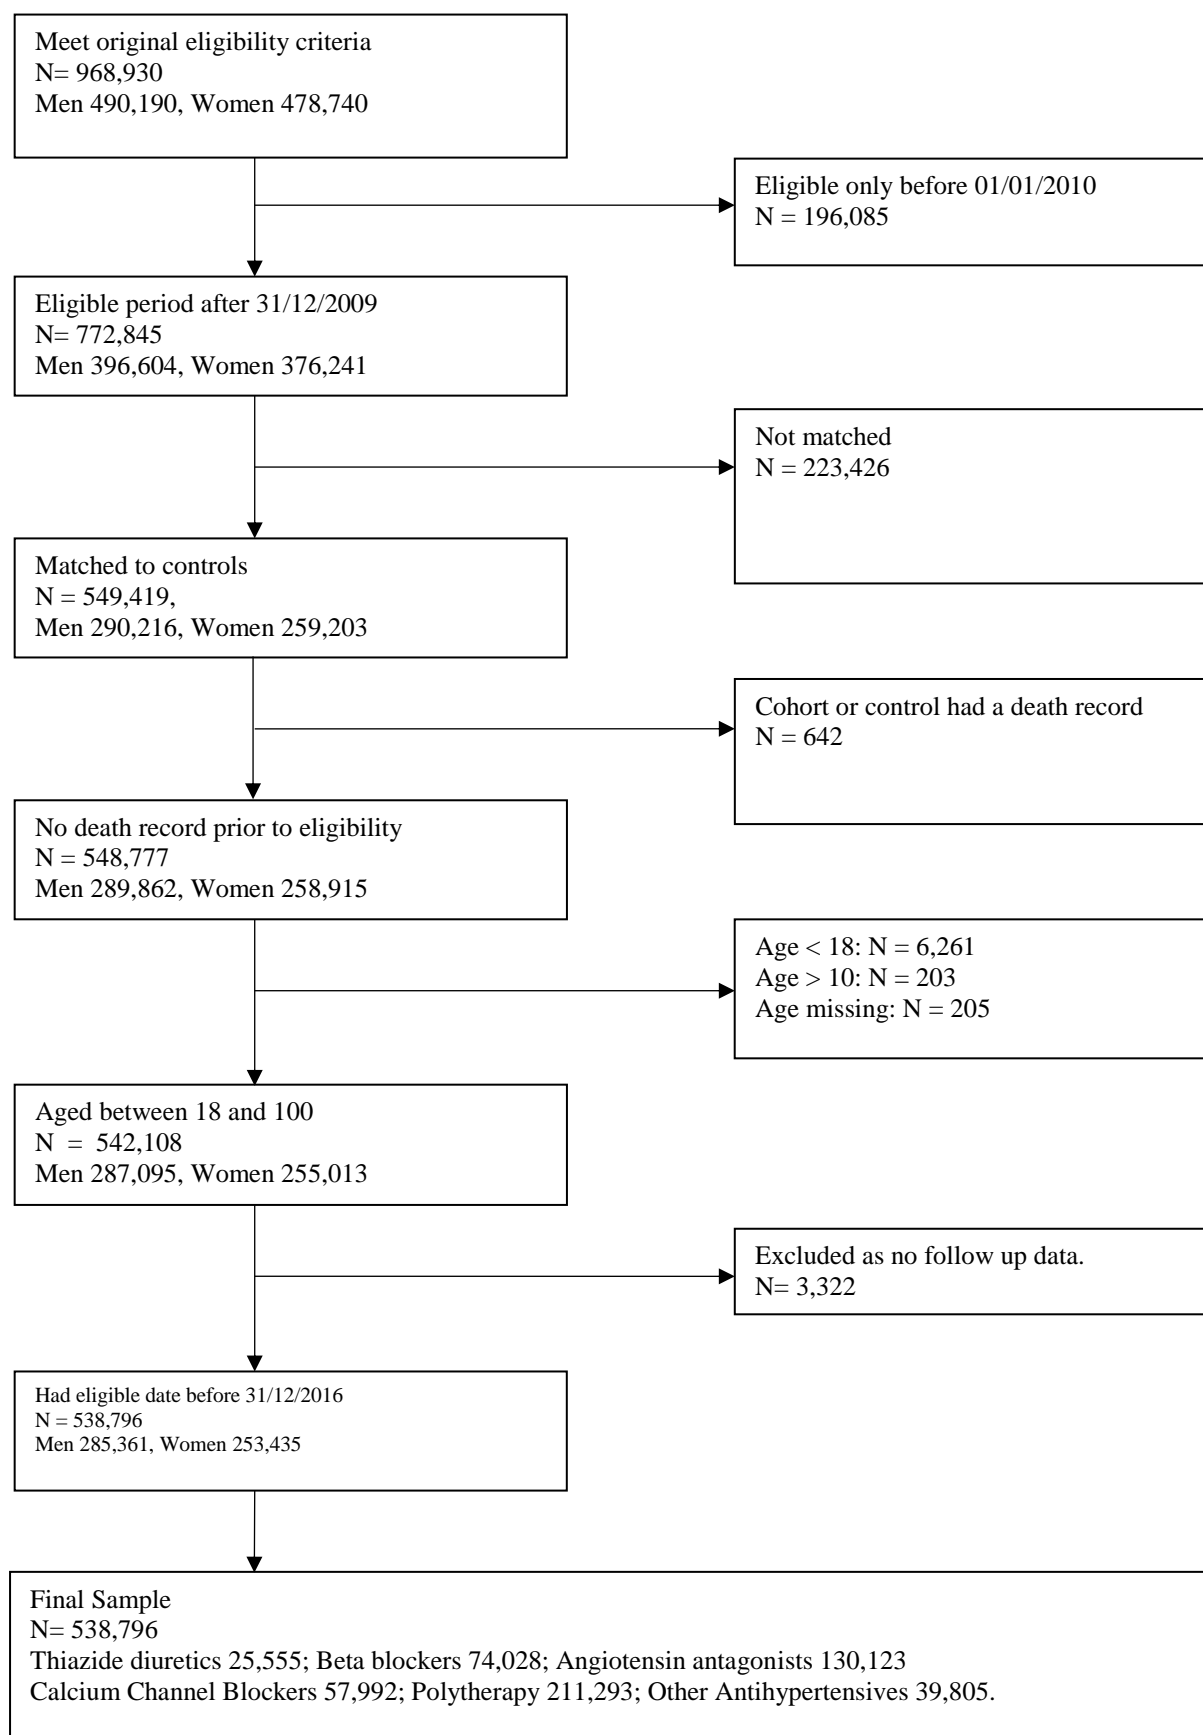 Meet original eligibility criteria
N= 968,930
Men 490,190, Women 478,740
Eligible only before 01/01/2010
N = 196,085
Eligible period after 31/12/2009
N= 772,845
Men 396,604, Women 376,241
Not matched
N = 223,426
Matched to controls
N = 549,419,
Men 290,216, Women 259,203
Cohort or control had a death record
N = 642
No death record prior to eligibility
N = 548,777
Men 289,862, Women 258,915
Age < 18: N = 6,261
Age > 10: N = 203
Age missing: N = 205
Aged between 18 and 100
N = 542,108
Men 287,095, Women 255,013
Excluded as no follow up data.
N= 3,322
Had eligible date before 31/12/2016
N = 538,796
Men 285,361, Women 253,435
Final Sample
N= 538,796
Thiazide diuretics 25,555; Beta blockers 74,028; Angiotensin antagonists 130,123
Calcium Channel Blockers 57,992; Polytherapy 211,293; Other Antihypertensives 39,805.